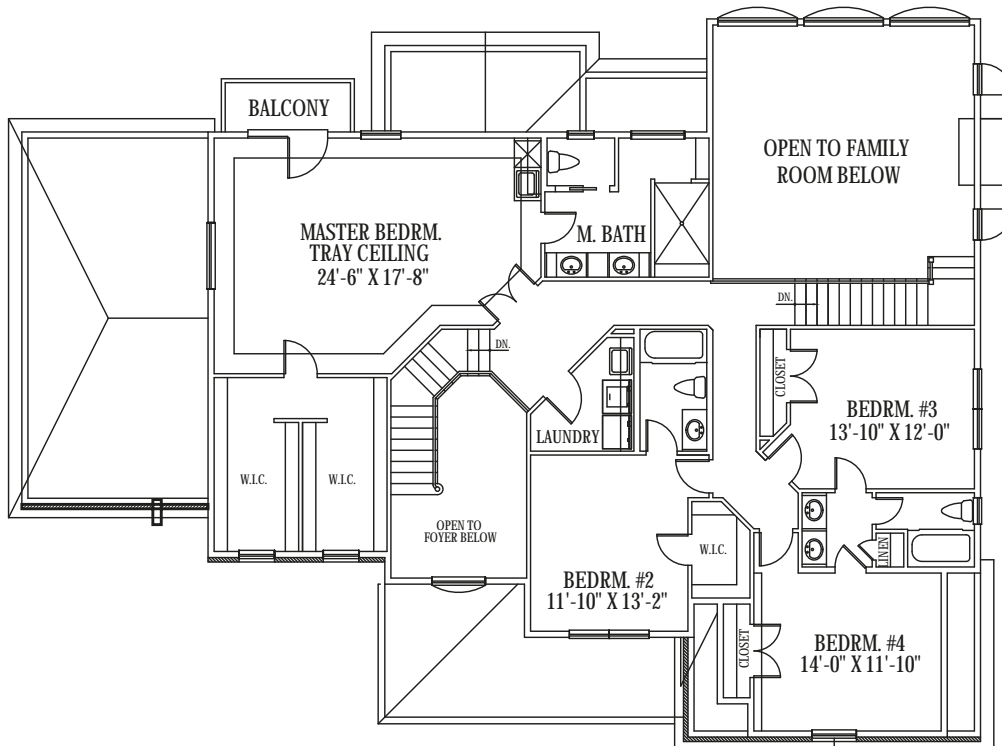 BALCONY
OPEN TO FAMILY
ROOM BELOW
MASTER BEDRM.
TRAY CEILING
24'-6" X 17'-8"
M. BATH
DN.
DN.
CLOSET
BEDRM. #3
13'-10" X 12'-0"
LAUNDRY
W.I.C.
W.I.C.
OPEN TO
FOYER BELOW
W.I.C.
LINEN
BEDRM. #2
11'-10" X 13'-2"
CLOSET
BEDRM. #4
14'-0" X 11'-10"